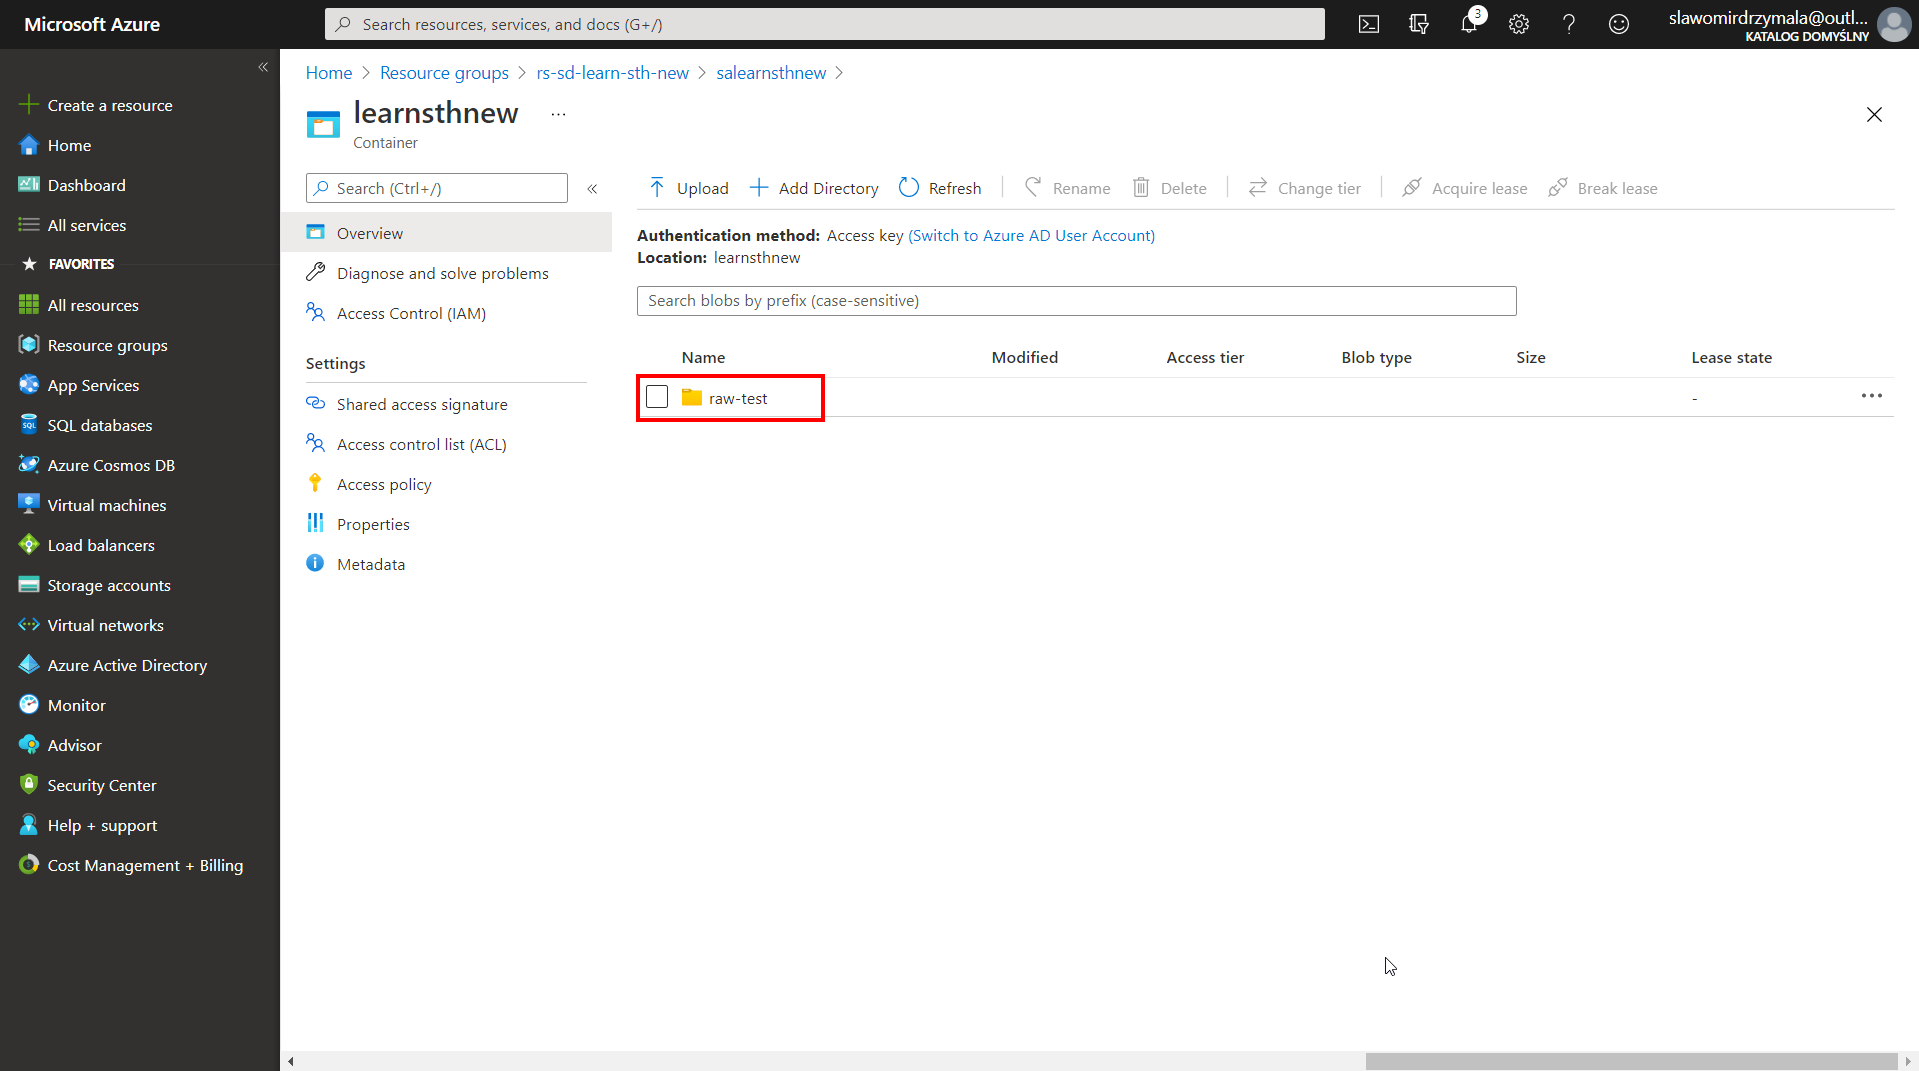 Microsoft Azure
Search resources, services, and docs (G+/)
3
slawomirdrzymala@outl...
KATALOG DOMYŚLNY
«
Create a resource
Home
Dashboard
All services
FAVORITES
All resources
Resource groups
App Services
SQL databases
Azure Cosmos DB
Virtual machines
Load balancers
Storage accounts
Virtual networks
Azure Active Directory
Monitor
Advisor
Security Center
Help + support
Cost Management + Billing
Home > Resource groups > rs-sd-learn-sth-new > salearnsthnew >
learnsthnew ...
Container
Search (Ctrl+/) «
Overview
Diagnose and solve problems
Access Control (IAM)
Settings
Shared access signature
Access control list (ACL)
Access policy
Properties
Metadata
Upload Add Directory Refresh Rename Delete Change tier Acquire lease Break lease
Authentication method: Access key (Switch to Azure AD User Account)
Location: learnsthnew
Search blobs by prefix (case-sensitive)
Name Modified Access tier Blob type Size Lease state
raw-test - ...